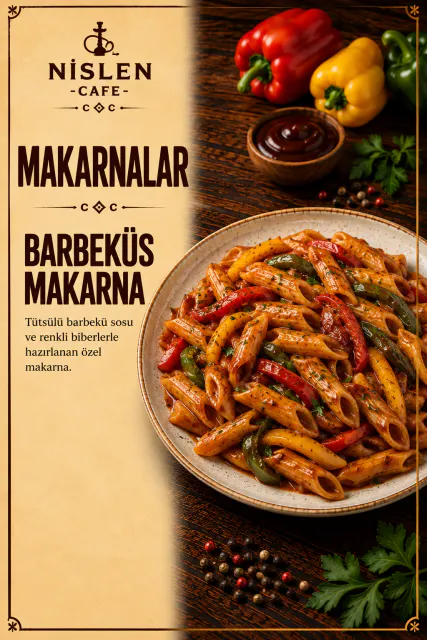 NİSLEN
-CAFE-
C C
MAKARNALAR
C C
BARBEKÜS
MAKARNA
Tütsülü barbekü sosu
ve renkli biberlerle
hazırlanan özel
makarna.